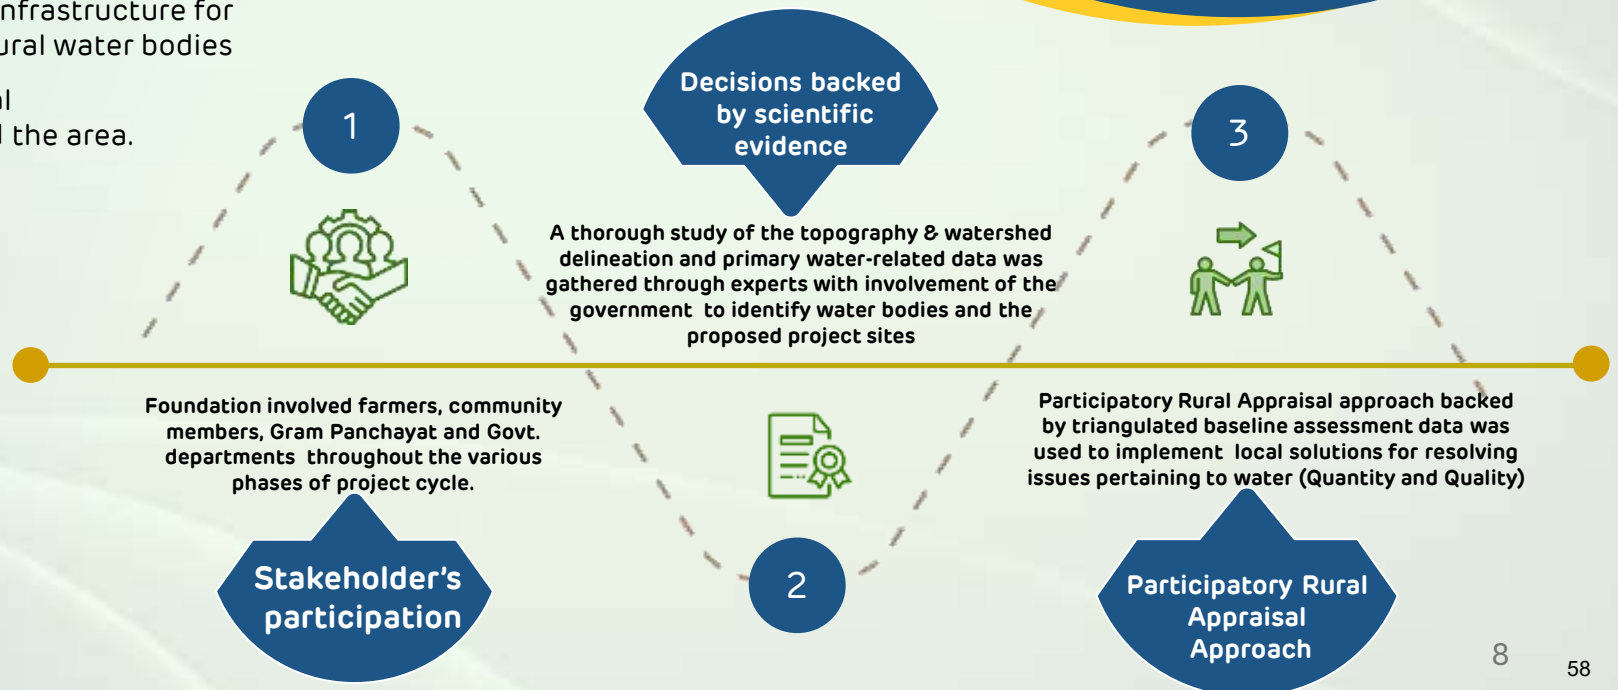 nfrastructure for
ural water bodies
al
the area.
1
Decisions backed
by scientific
evidence
3
A thorough study of the topography & watershed
delineation and primary water-related data was
gathered through experts with involvement of the
government to identify water bodies and the
proposed project sites
Foundation involved farmers, community
members, Gram Panchayat and Govt.
departments throughout the various
phases of project cycle.
Stakeholder's
participation
2
Participatory Rural Appraisal approach backed
by triangulated baseline assessment data was
used to implement local solutions for resolving
issues pertaining to water (Quantity and Quality)
Participatory Rural
Appraisal
Approach
8
58